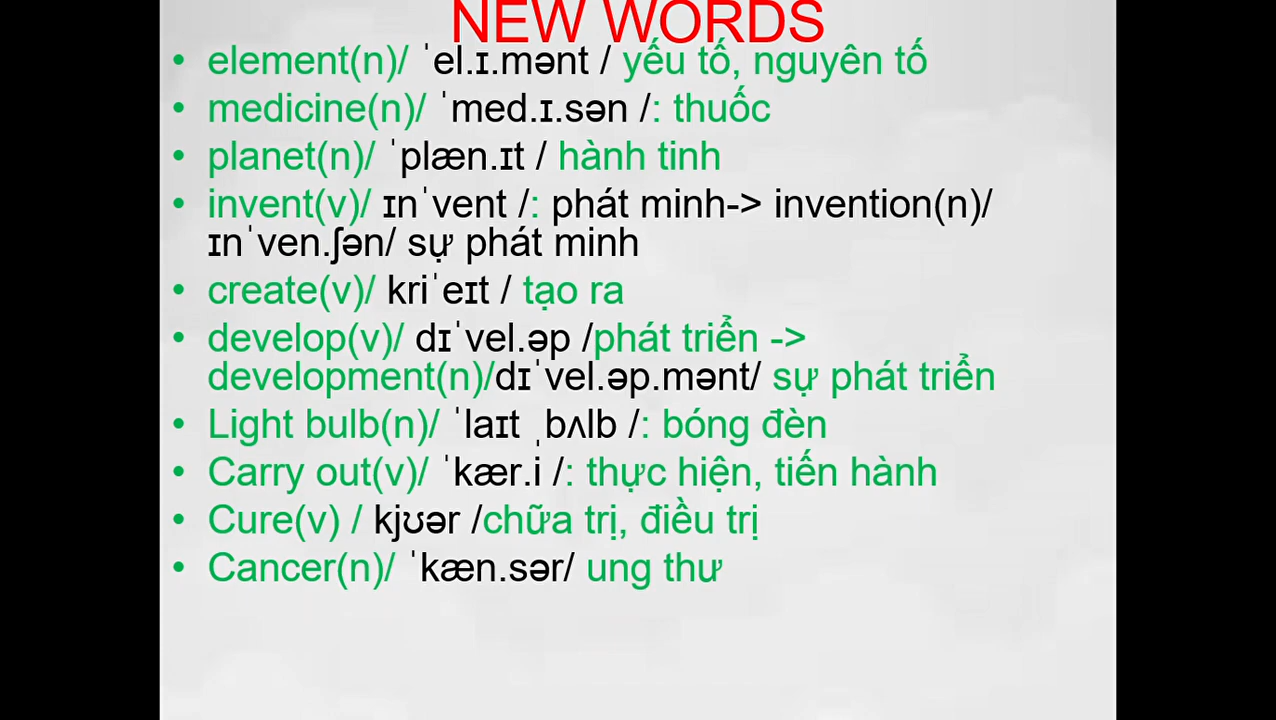 NEW WORDS
• element(n)/ ˈel.ɪ.mənt / yếu tố, nguyên tố
• medicine(n)/ ˈmed.ɪ.sən /: thuốc
• planet(n)/ ˈplæn.ɪt / hành tinh
• invent(v)/ ɪnˈvent /: phát minh-> invention(n)/
ɪnˈven.ʃən/ sự phát minh
• create(v)/ kriˈeɪt / tạo ra
• develop(v)/ dɪˈvel.əp /phát triển ->
development(n)/dɪˈvel.əp.mənt/ sự phát triển
• Light bulb(n)/ ˈlaɪt ˌbʌlb /: bóng đèn
• Carry out(v)/ ˈkær.i /: thực hiện, tiến hành
• Cure(v) / kjʊər /chữa trị, điều trị
• Cancer(n)/ ˈkæn.sər/ ung thư